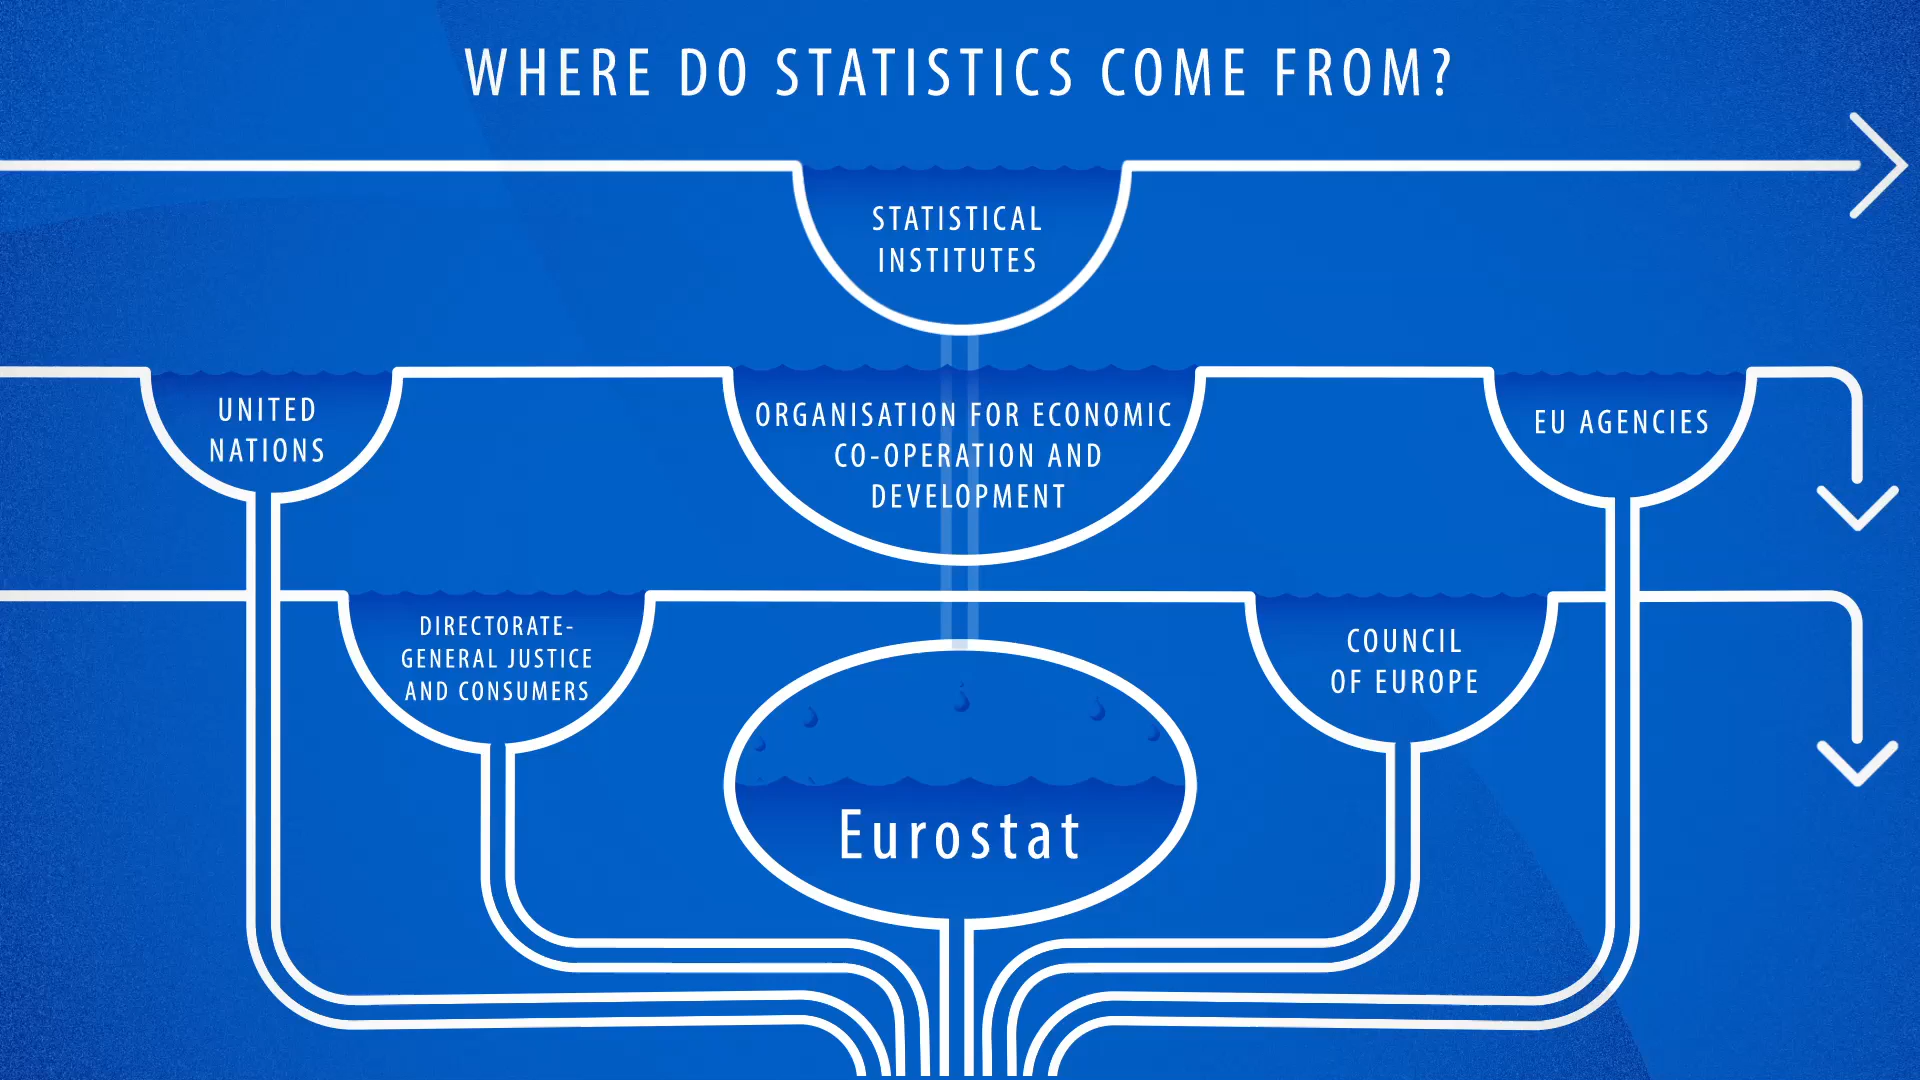 WHERE DO STATISTICS COME FROM?
STATISTICAL
INSTITUTES
UNITED
NATIONS
ORGANISATION FOR ECONOMIC
CO-OPERATION AND
DEVELOPMENT
EU AGENCIES
DIRECTORATE-
GENERAL JUSTICE
AND CONSUMERS
COUNCIL
OF EUROPE
Eurostat